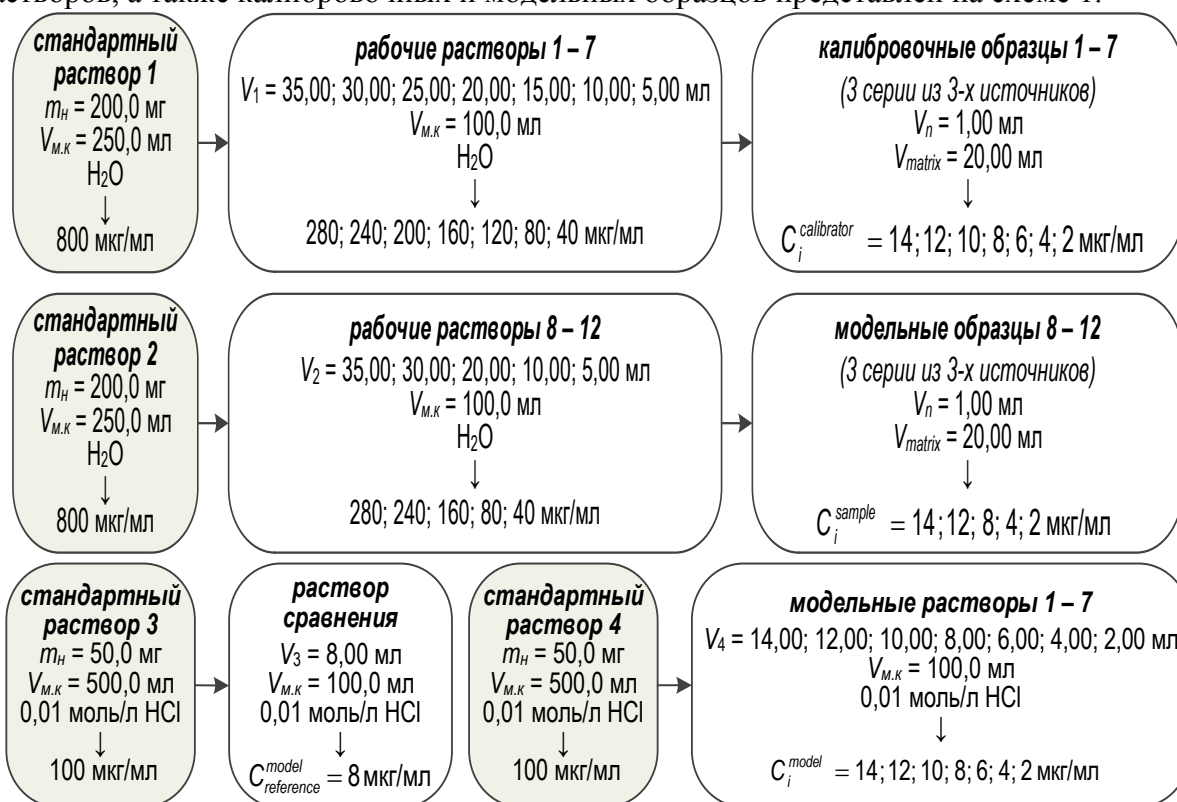 а также калибровочных и модельных образцов представлен на схеме 1.
стандартный
раствор 1
mн = 200,0 мг
Vм.к = 250,0 мл
H2O
↓
800 мкг/мл
рабочие растворы 1 – 7
V1 = 35,00; 30,00; 25,00; 20,00; 15,00; 10,00; 5,00 мл
Vм.к = 100,0 мл
H2O
↓
280; 240; 200; 160; 120; 80; 40 мкг/мл
калибровочные образцы 1 – 7
(3 серии из 3-х источников)
Vn = 1,00 мл
Vmatrix = 20,00 мл
↓
Ci^calibrator = 14; 12; 10; 8; 6; 4; 2 мкг/мл
стандартный
раствор 2
mн = 200,0 мг
Vм.к = 250,0 мл
H2O
↓
800 мкг/мл
рабочие растворы 8 – 12
V2 = 35,00; 30,00; 20,00; 10,00; 5,00 мл
Vм.к = 100,0 мл
H2O
↓
280; 240; 160; 80; 40 мкг/мл
модельные образцы 8 – 12
(3 серии из 3-х источников)
Vn = 1,00 мл
Vmatrix = 20,00 мл
↓
Ci^sample = 14; 12; 8; 4; 2 мкг/мл
стандартный
раствор 3
mн = 50,0 мг
Vм.к = 500,0 мл
0,01 моль/л HCl
↓
100 мкг/мл
раствор
сравнения
V3 = 8,00 мл
Vм.к = 100,0 мл
0,01 моль/л HCl
↓
C^model reference = 8 мкг/мл
стандартный
раствор 4
mн = 50,0 мг
Vм.к = 500,0 мл
0,01 моль/л HCl
↓
100 мкг/мл
модельные растворы 1 – 7
V4 = 14,00; 12,00; 10,00; 8,00; 6,00; 4,00; 2,00 мл
Vм.к = 100,0 мл
0,01 моль/л HCl
↓
Ci^model = 14; 12; 10; 8; 6; 4; 2 мкг/мл